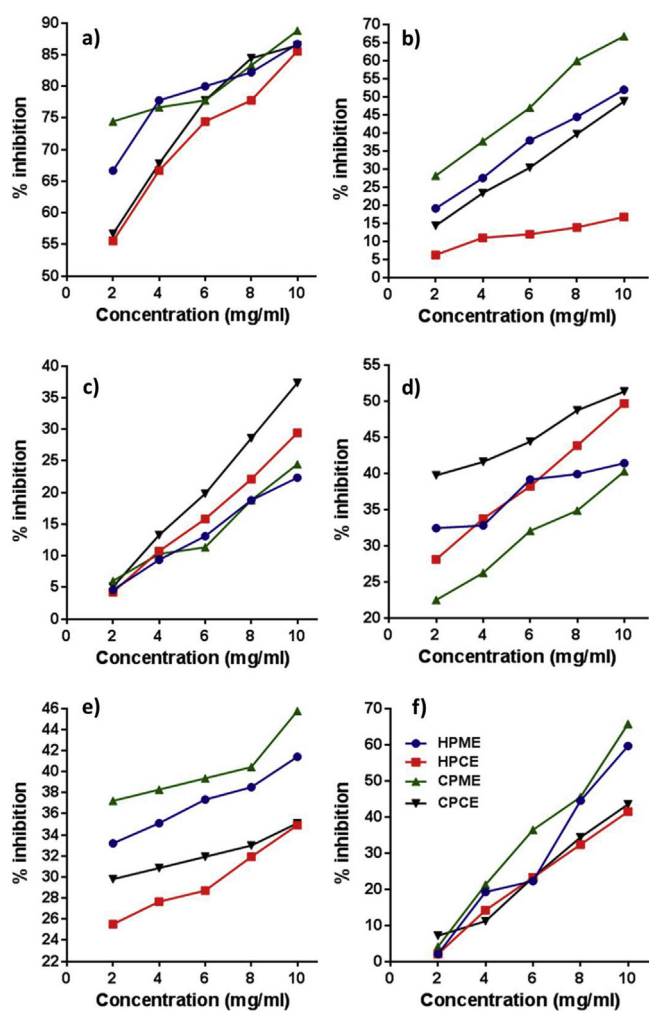 a)
90
85
80
75
70
65
60
55
50
% inhibition
0 2 4 6 8 10
Concentration (mg/ml)
b)
70
65
60
55
50
45
40
35
30
25
20
15
10
5
0
% inhibition
0 2 4 6 8 10
Concentration (mg/ml)
c)
40
35
30
25
20
15
10
5
0
% inhibition
0 2 4 6 8 10
Concentration (mg/ml)
d)
55
50
45
40
35
30
25
20
% inhibition
0 2 4 6 8 10
Concentration (mg/ml)
e)
46
44
42
40
38
36
34
32
30
28
26
24
22
% inhibition
0 2 4 6 8 10
Concentration (mg/ml)
f)
70
60
50
40
30
20
10
0
% inhibition
HPME
HPCE
CPME
CPCE
0 2 4 6 8 10
Concentration (mg/ml)